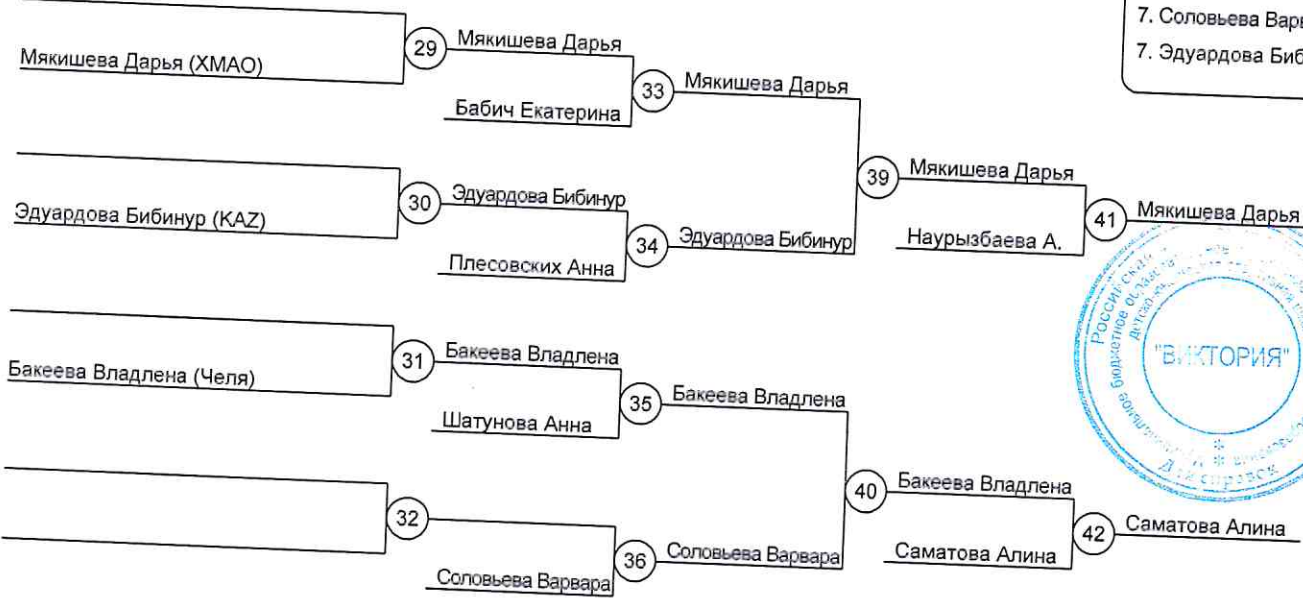 7. Соловьева
7. Эдуардова
29
Мякишева Дарья
Мякишева Дарья (ХМАО)
33
Мякишева Дарья
Бабич Екатерина
39
Мякишева Дарья
30
Эдуардова Бибинур
Эдуардова Бибинур (KAZ)
34
Эдуардова Бибинур
Плесовских Анна
Наурызбаева А.
41
Мякишева Дарья
31
Бакеева Владлена
Бакеева Владлена (Челя)
35
Бакеева Владлена
Шатунова Анна
"ВИКТОРИЯ"
40
Бакеева Владлена
32
36
Соловьева Варвара
Соловьева Варвара
Саматова Алина
42
Саматова Алина